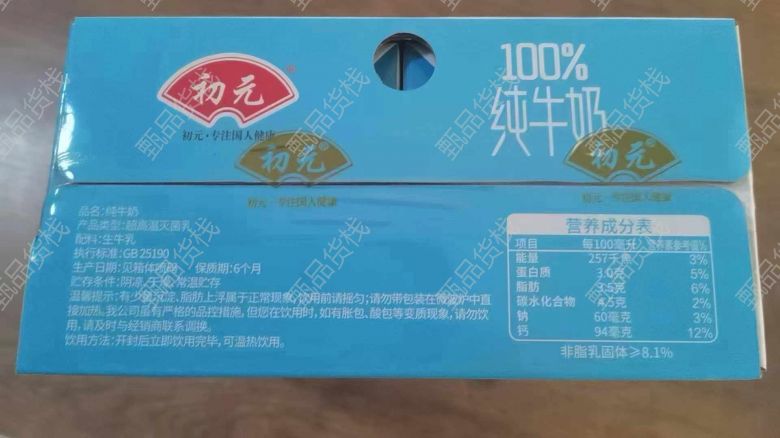 100%
纯牛奶
初元
初元·专注国人健康
初元
初元·专注国人健康
初元
品名:纯牛奶
产品类型:超高温灭菌乳
配料:生牛乳
执行标准:GB 25190
生产日期:见箱体喷码 保质期:6个月
贮存条件:阴凉、干燥、常温贮存
温馨提示:有少量沉淀、脂肪上浮属于正常现象,饮用前请摇匀;请勿带包装在微波炉中
直接加热。我公司虽有严格的品控措施,但您在饮用时,如有胀包、酸包等变质现象,请勿饮
用,请及时与经销商联系调换。
饮用方法:开封后立即饮用完毕,可温热饮用。
营养成分表
项目 每100毫升 营养素参考值%
能量 257千焦 3%
蛋白质 3.0克 5%
脂肪 3.5克 6%
碳水化合物 4.5克 2%
钠 60毫克 3%
钙 94毫克 12%
非脂乳固体≥8.1%
甄品货栈